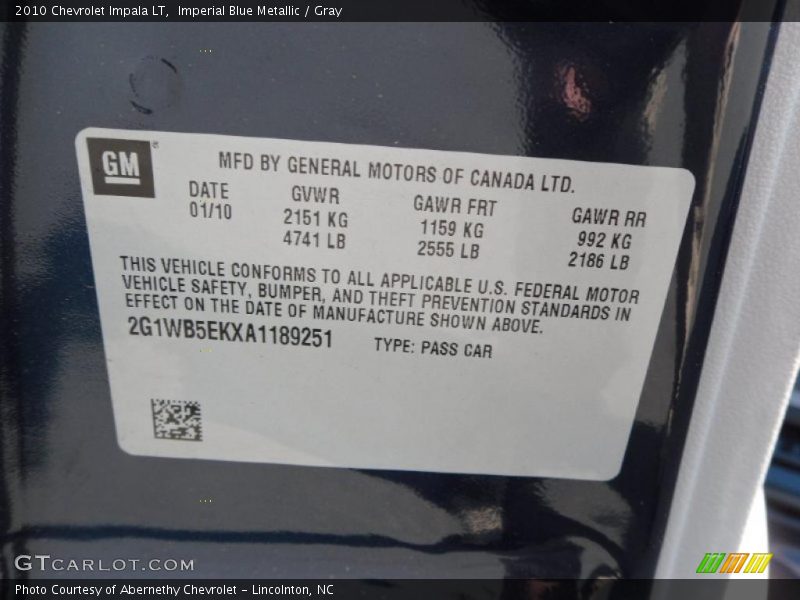 2010 Chevrolet Impala LT,  Imperial Blue Metallic / Gray
GM
MFD BY GENERAL MOTORS OF CANADA LTD.
DATE GVWR GAWR FRT GAWR RR
01/10 2151 KG 1159 KG 992 KG
4741 LB 2555 LB 2186 LB
THIS VEHICLE CONFORMS TO ALL APPLICABLE U.S. FEDERAL MOTOR
VEHICLE SAFETY, BUMPER, AND THEFT PREVENTION STANDARDS IN
EFFECT ON THE DATE OF MANUFACTURE SHOWN ABOVE.
2G1WB5EKXA1189251 TYPE: PASS CAR
GTCARLOT.COM
Photo Courtesy of Abernethy Chevrolet – Lincolnton, NC